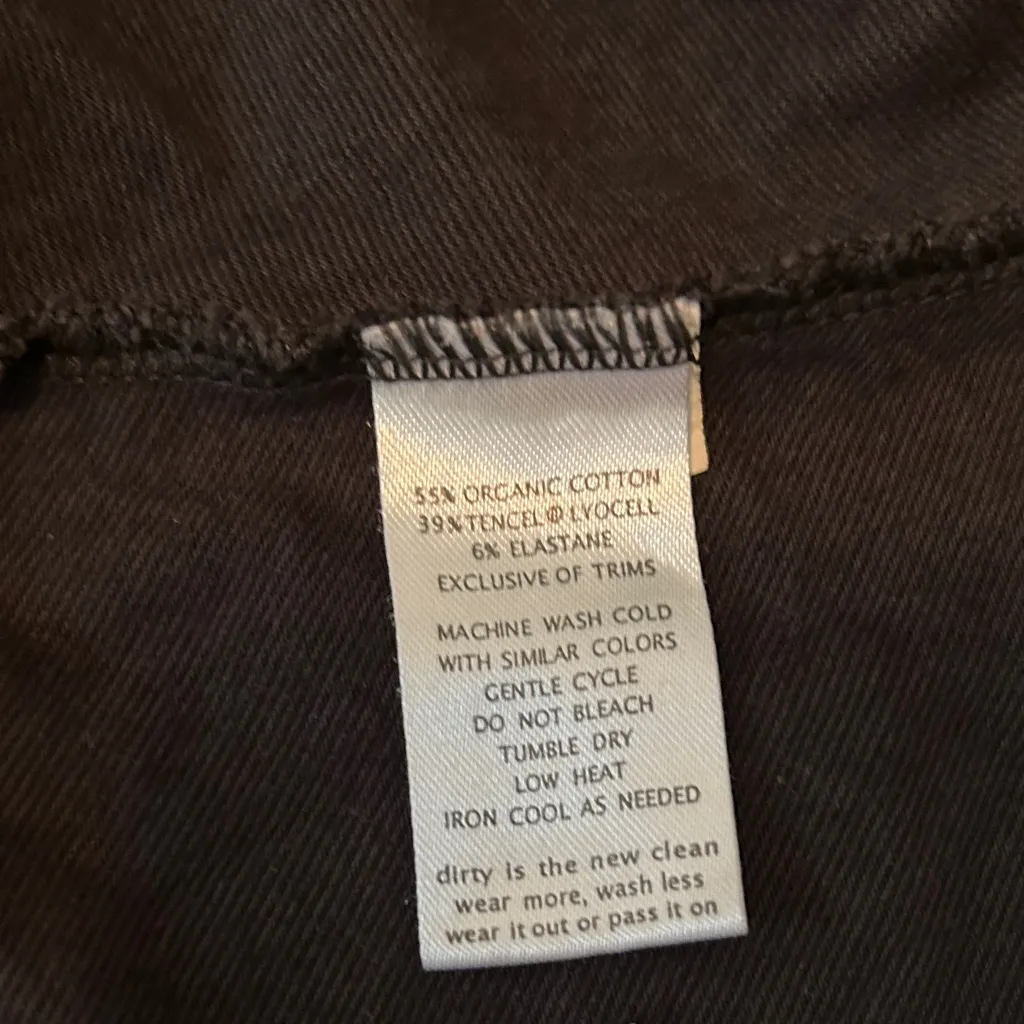 55% ORGANIC COTTON
39% TENCEL® LYOCELL
6% ELASTANE
EXCLUSIVE OF TRIMS
MACHINE WASH COLD
WITH SIMILAR COLORS
GENTLE CYCLE
DO NOT BLEACH
TUMBLE DRY
LOW HEAT
IRON COOL AS NEEDED
dirty is the new clean
wear more, wash less
wear it out or pass it on